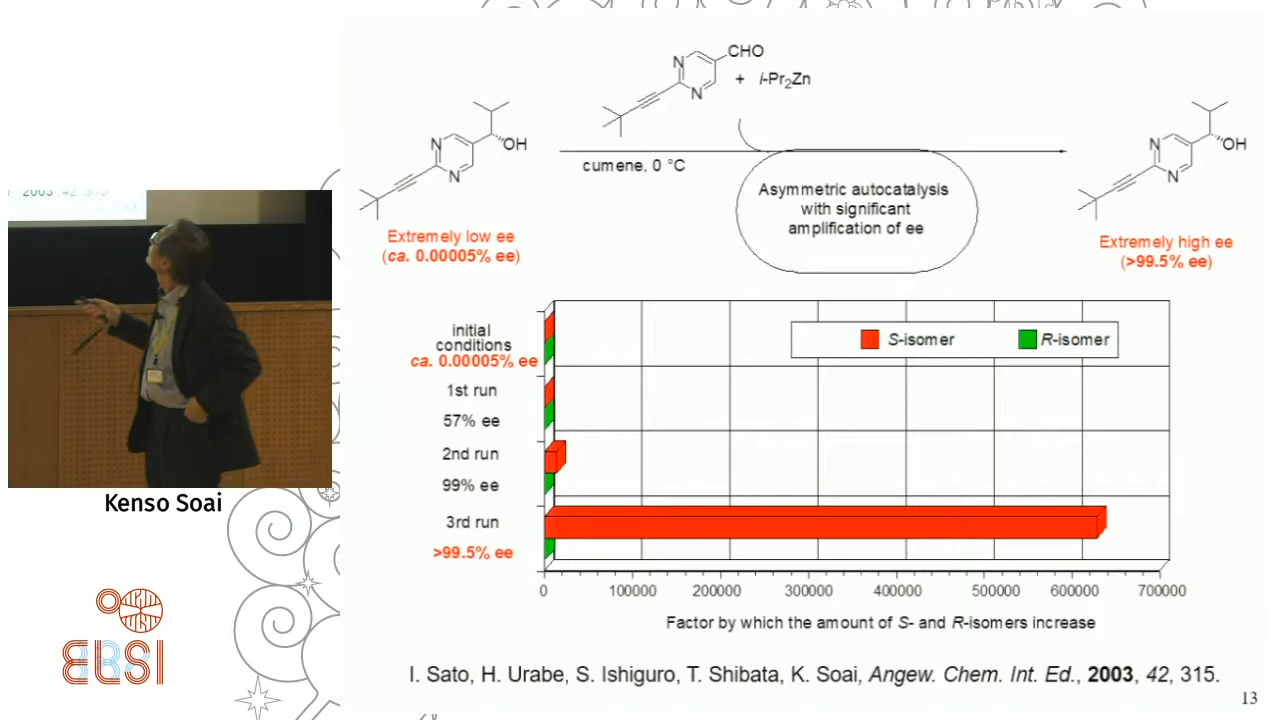 CHO
N
N
+ i-Pr2Zn
OH
N
N
cumene, 0 °C
Asymmetric autocatalysis
with significant
amplification of ee
OH
N
N
Extremely low ee
(ca. 0.00005% ee)
Extremely high ee
(>99.5% ee)
initial
conditions
ca. 0.00005% ee
1st run
57% ee
2nd run
99% ee
3rd run
>99.5% ee
S-isomer
R-isomer
0 100000 200000 300000 400000 500000 600000 700000
Factor by which the amount of S- and R-isomers increase
I. Sato, H. Urabe, S. Ishiguro, T. Shibata, K. Soai, Angew. Chem. Int. Ed., 2003, 42, 315.
13
Kenso Soai
ELSI